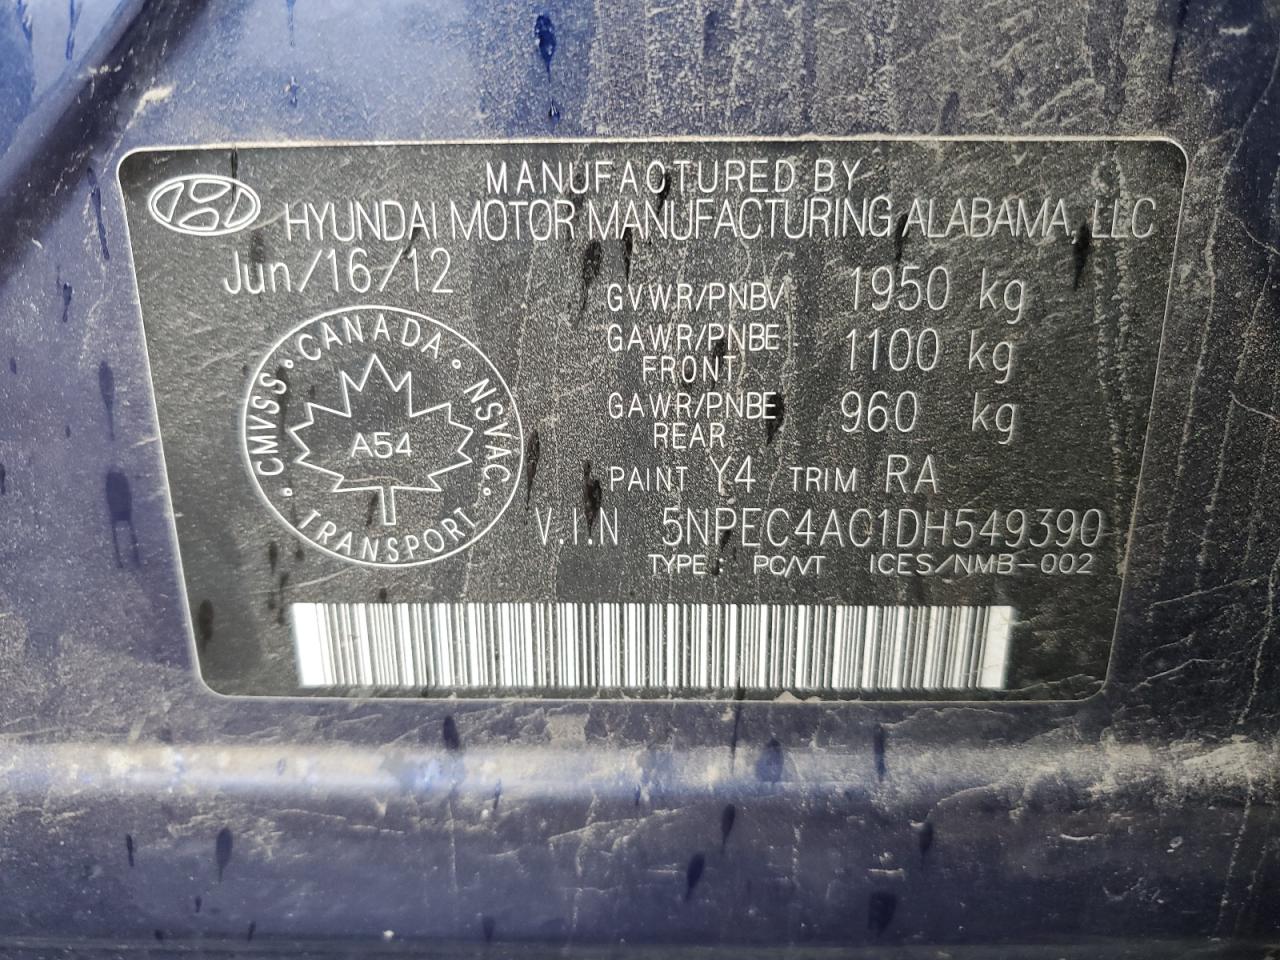 MANUFACTURED BY
HYUNDAI MOTOR MANUFACTURING ALABAMA, LLC
Jun/16/12
GVWR/PNBV 1950 kg
GAWR/PNBE FRONT 1100 kg
GAWR/PNBE REAR 960 kg
CANADA · NSVAC · TRANSPORT · CMVSS ·
A54
PAINT Y4 TRIM RA
V.I.N 5NPEC4AC1DH549390
TYPE : PC/VT ICES/NMB-002